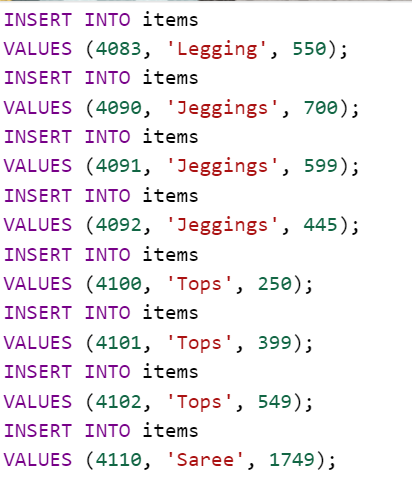 INSERT INTO items
VALUES (4083, 'Legging', 550);
INSERT INTO items
VALUES (4090, 'Jeggings', 700);
INSERT INTO items
VALUES (4091, 'Jeggings', 599);
INSERT INTO items
VALUES (4092, 'Jeggings', 445);
INSERT INTO items
VALUES (4100, 'Tops', 250);
INSERT INTO items
VALUES (4101, 'Tops', 399);
INSERT INTO items
VALUES (4102, 'Tops', 549);
INSERT INTO items
VALUES (4110, 'Saree', 1749);